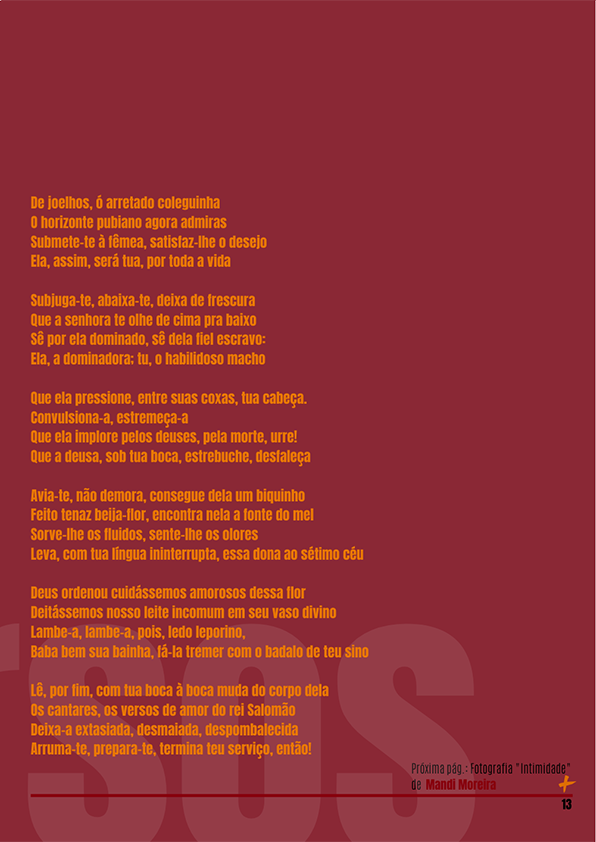 De joelhos, ó arretado coleguinha
O horizonte pubiano agora admiras
Submete-te à fêmea, satisfaz-lhe o desejo
Ela, assim, será tua, por toda a vida
Subjuga-te, abaixa-te, deixa de frescura
Que a senhora te olhe de cima pra baixo
Sê por ela dominado, sê dela fiel escravo:
Ela, a dominadora; tu, o habilidoso macho
Que ela pressione, entre suas coxas, tua cabeça.
Convulsiona-a, estremeça-a
Que ela implore pelos deuses, pela morte, urre!
Que a deusa, sob tua boca, estrebuche, desfaleça
Avia-te, não demora, consegue dela um biquinho
Feito tenaz beija-flor, encontra nela a fonte do mel
Sorve-lhe os fluidos, sente-lhe os olores
Leva, com tua língua ininterrupta, essa dona ao sétimo céu
Deus ordenou cuidássemos amorosos dessa flor
Deitássemos nosso leite incomum em seu vaso divino
Lambe-a, lambe-a, pois, ledo leporino,
Baba bem sua bainha, fá-la tremer com o badalo de teu sino
Lê, por fim, com tua boca à boca muda do corpo dela
Os cantares, os versos de amor do rei Salomão
Deixa-a extasiada, desmaiada, despombalecida
Arruma-te, prepara-te, termina teu serviço, então!
rsos
Próxima pág.: Fotografia "Intimidade"
de Mandi Moreira
+
13